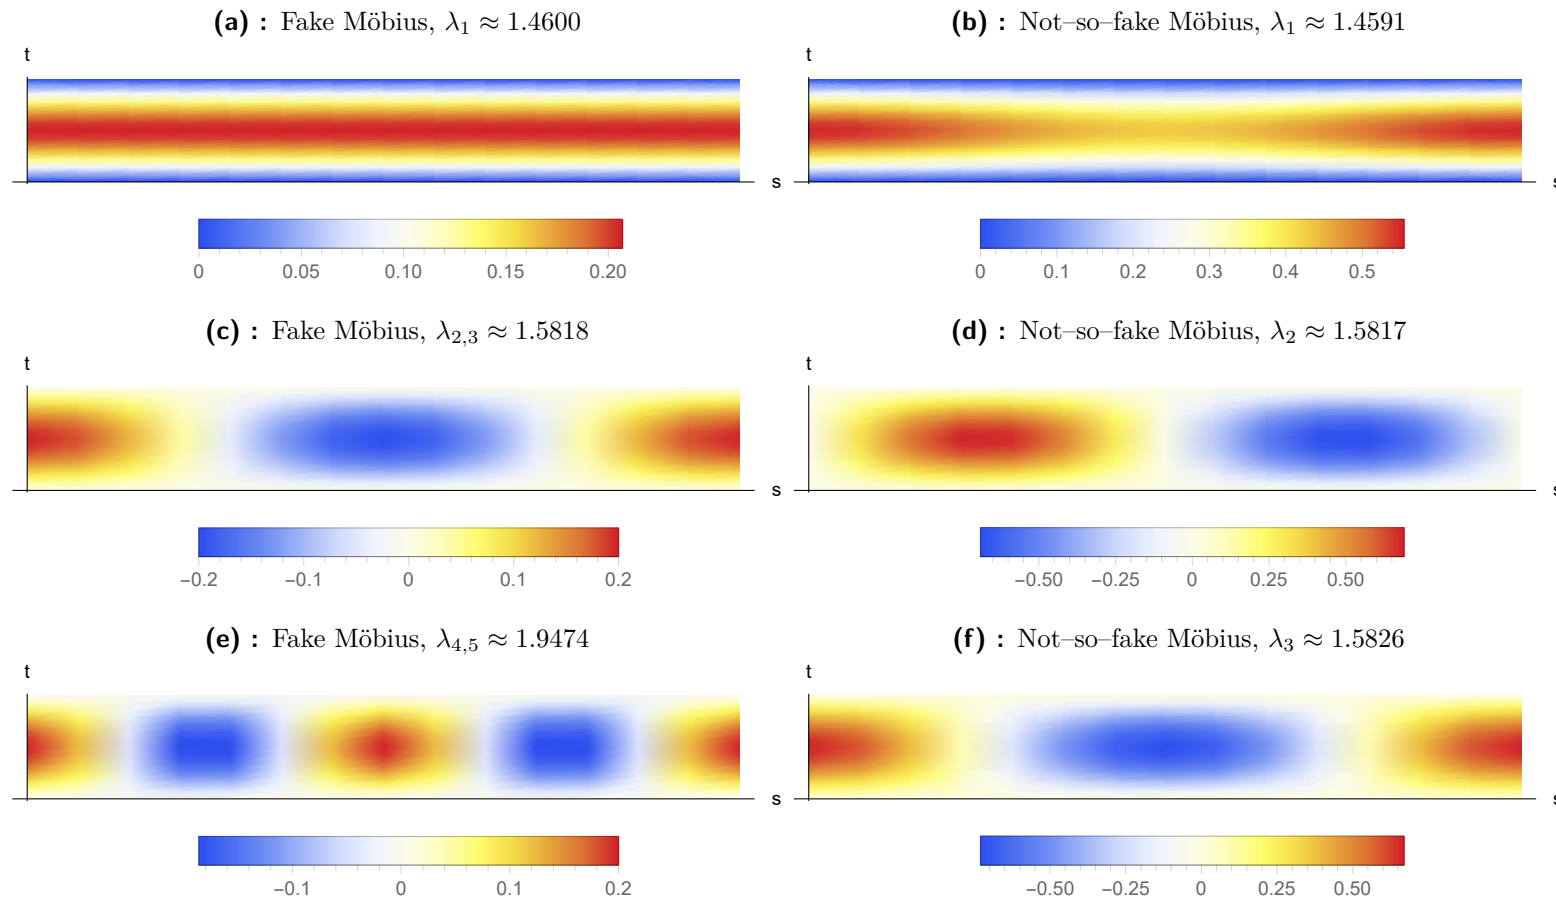 (a) : Fake Möbius, λ₁ ≈ 1.4600
t
s
0 0.05 0.10 0.15 0.20
(b) : Not–so–fake Möbius, λ₁ ≈ 1.4591
t
s
0 0.1 0.2 0.3 0.4 0.5
(c) : Fake Möbius, λ₂,₃ ≈ 1.5818
t
s
−0.2 −0.1 0 0.1 0.2
(d) : Not–so–fake Möbius, λ₂ ≈ 1.5817
t
s
−0.50 −0.25 0 0.25 0.50
(e) : Fake Möbius, λ₄,₅ ≈ 1.9474
t
s
−0.1 0 0.1 0.2
(f) : Not–so–fake Möbius, λ₃ ≈ 1.5826
t
s
−0.50 −0.25 0 0.25 0.50